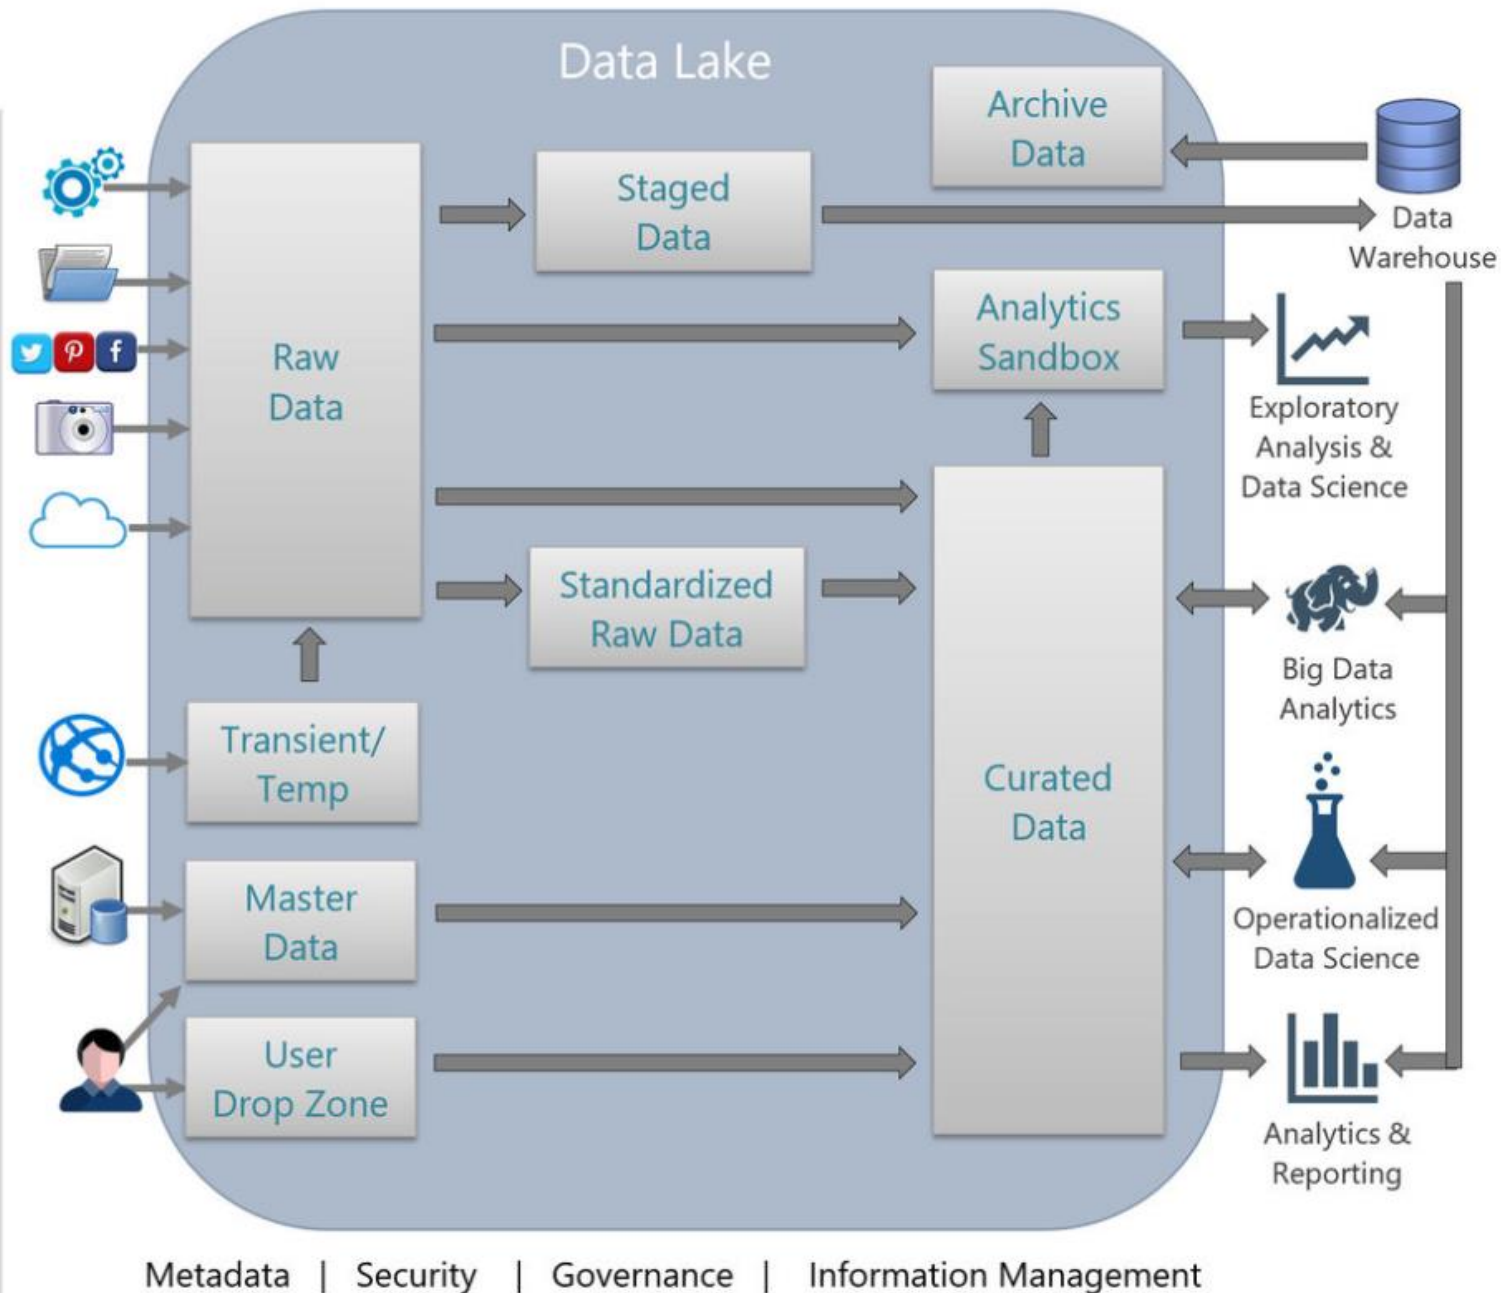 Data Lake
Archive
Data
Staged
Data
Data
Warehouse
Analytics
Sandbox
Raw
Data
Exploratory
Analysis &
Data Science
Standardized
Raw Data
Big Data
Analytics
Transient/
Temp
Curated
Data
Master
Data
Operationalized
Data Science
User
Drop Zone
Analytics &
Reporting
Metadata | Security | Governance | Information Management